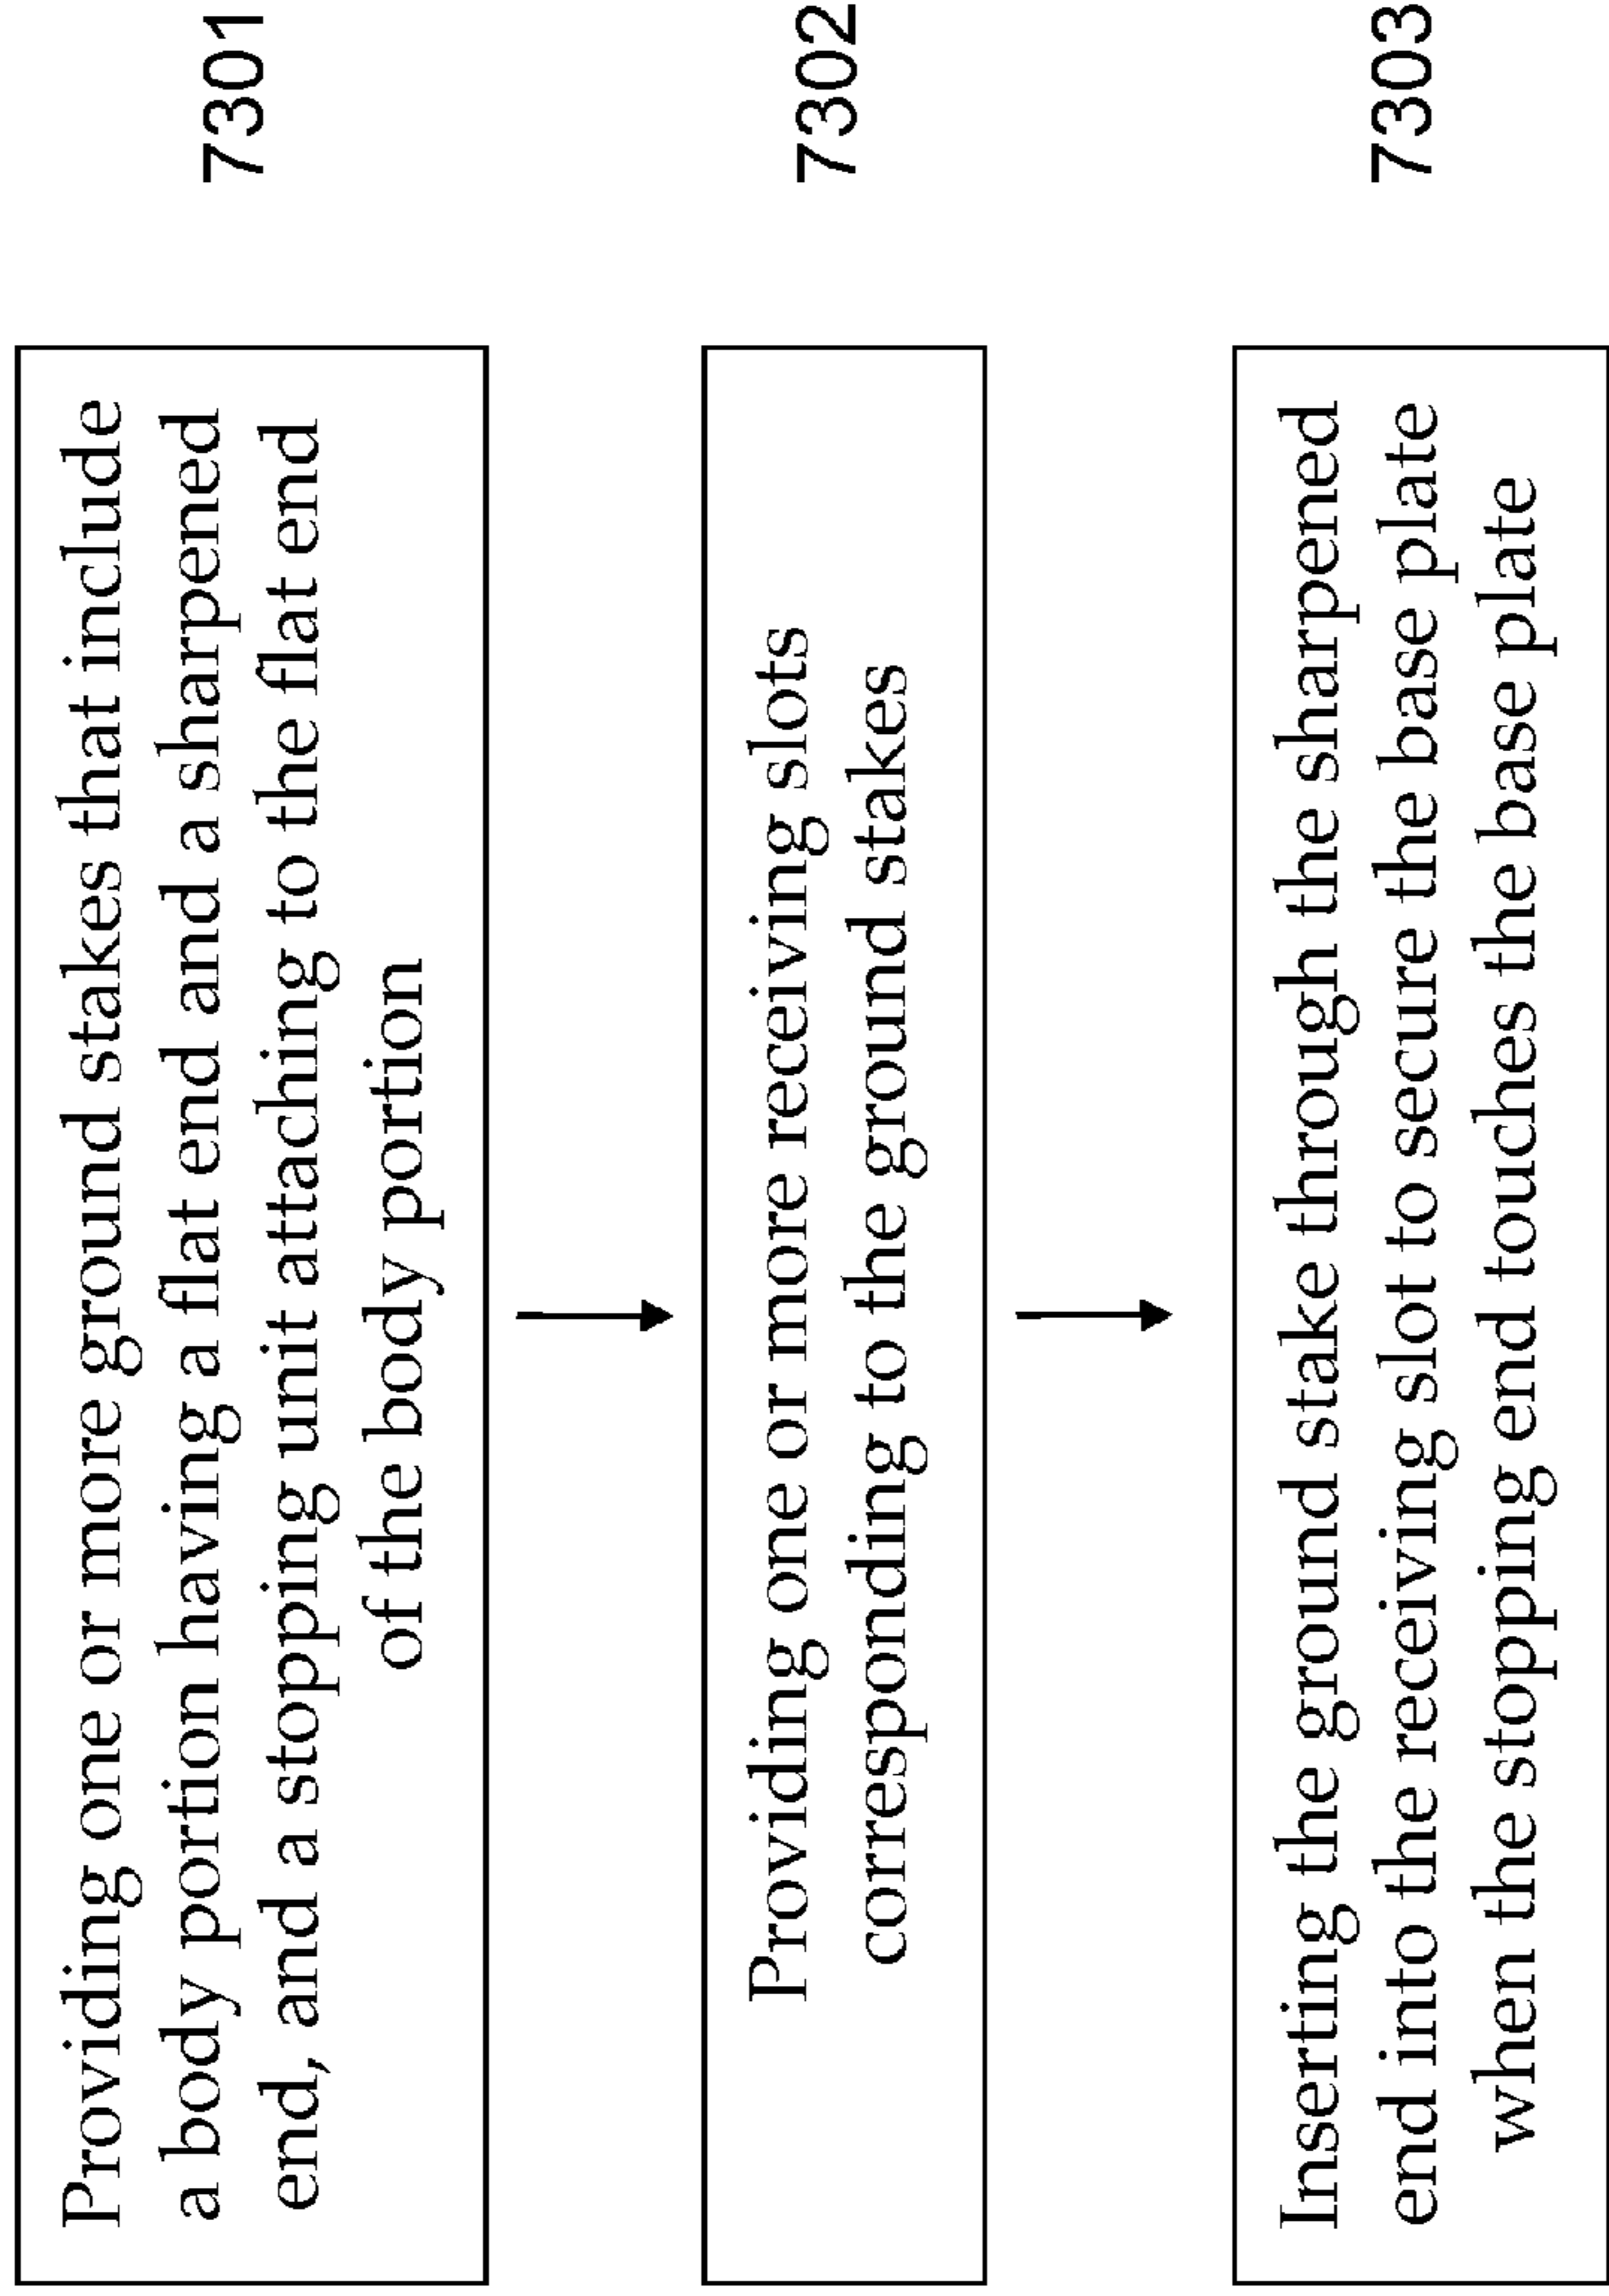 Providing one or more ground stakes that include
a body portion having a flat end and a sharpened
end, and a stopping unit attaching to the flat end
of the body portion
7301
Providing one or more receiving slots
corresponding to the ground stakes
7302
Inserting the ground stake through the sharpened
end into the receiving slot to secure the base plate
when the stopping end touches the base plate
7303